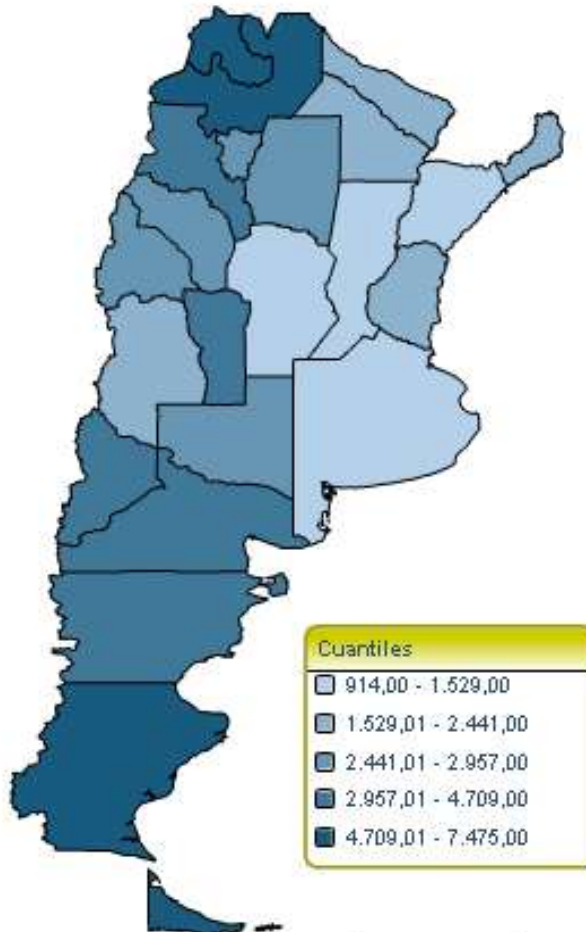 Cuantiles
914,00 - 1.529,00
1.529,01 - 2.441,00
2.441,01 - 2.957,00
2.957,01 - 4.709,00
4.709,01 - 7.475,00